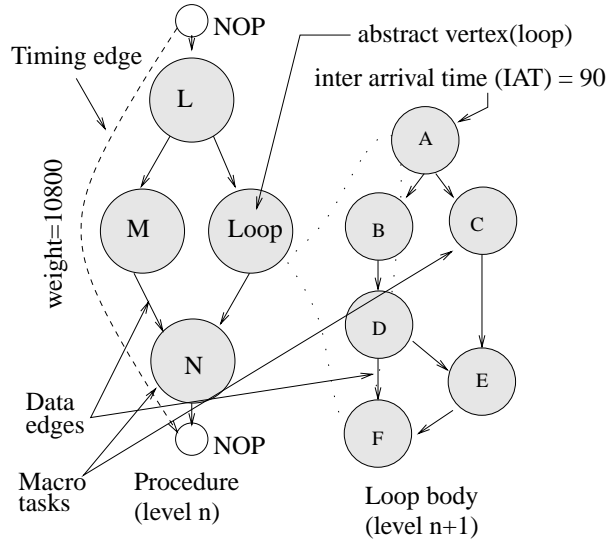 NOP
abstract vertex(loop)
Timing edge
inter arrival time (IAT) = 90
L
A
weight=10800
M
Loop
B
C
D
N
E
Data
edges
F
NOP
Macro
tasks
Procedure
(level n)
Loop body
(level n+1)